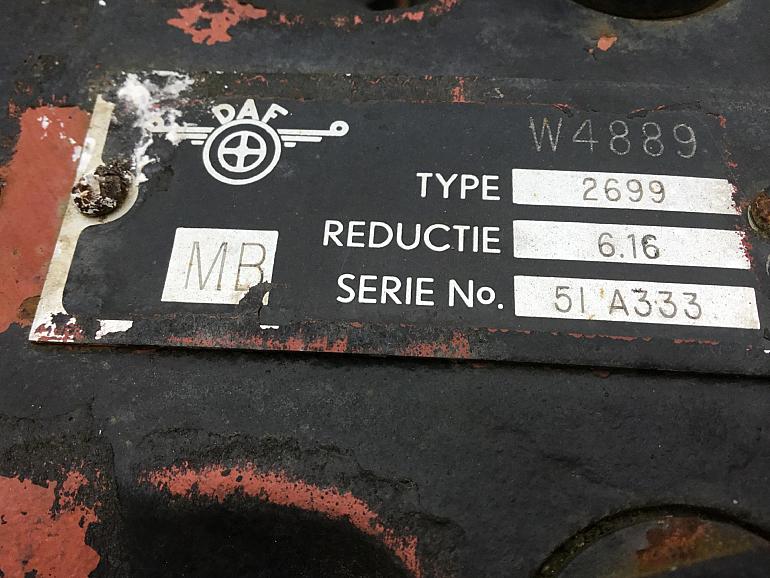 DAF
W4889
TYPE 2699
REDUCTIE 6.16
MB
SERIE No. 51 A333